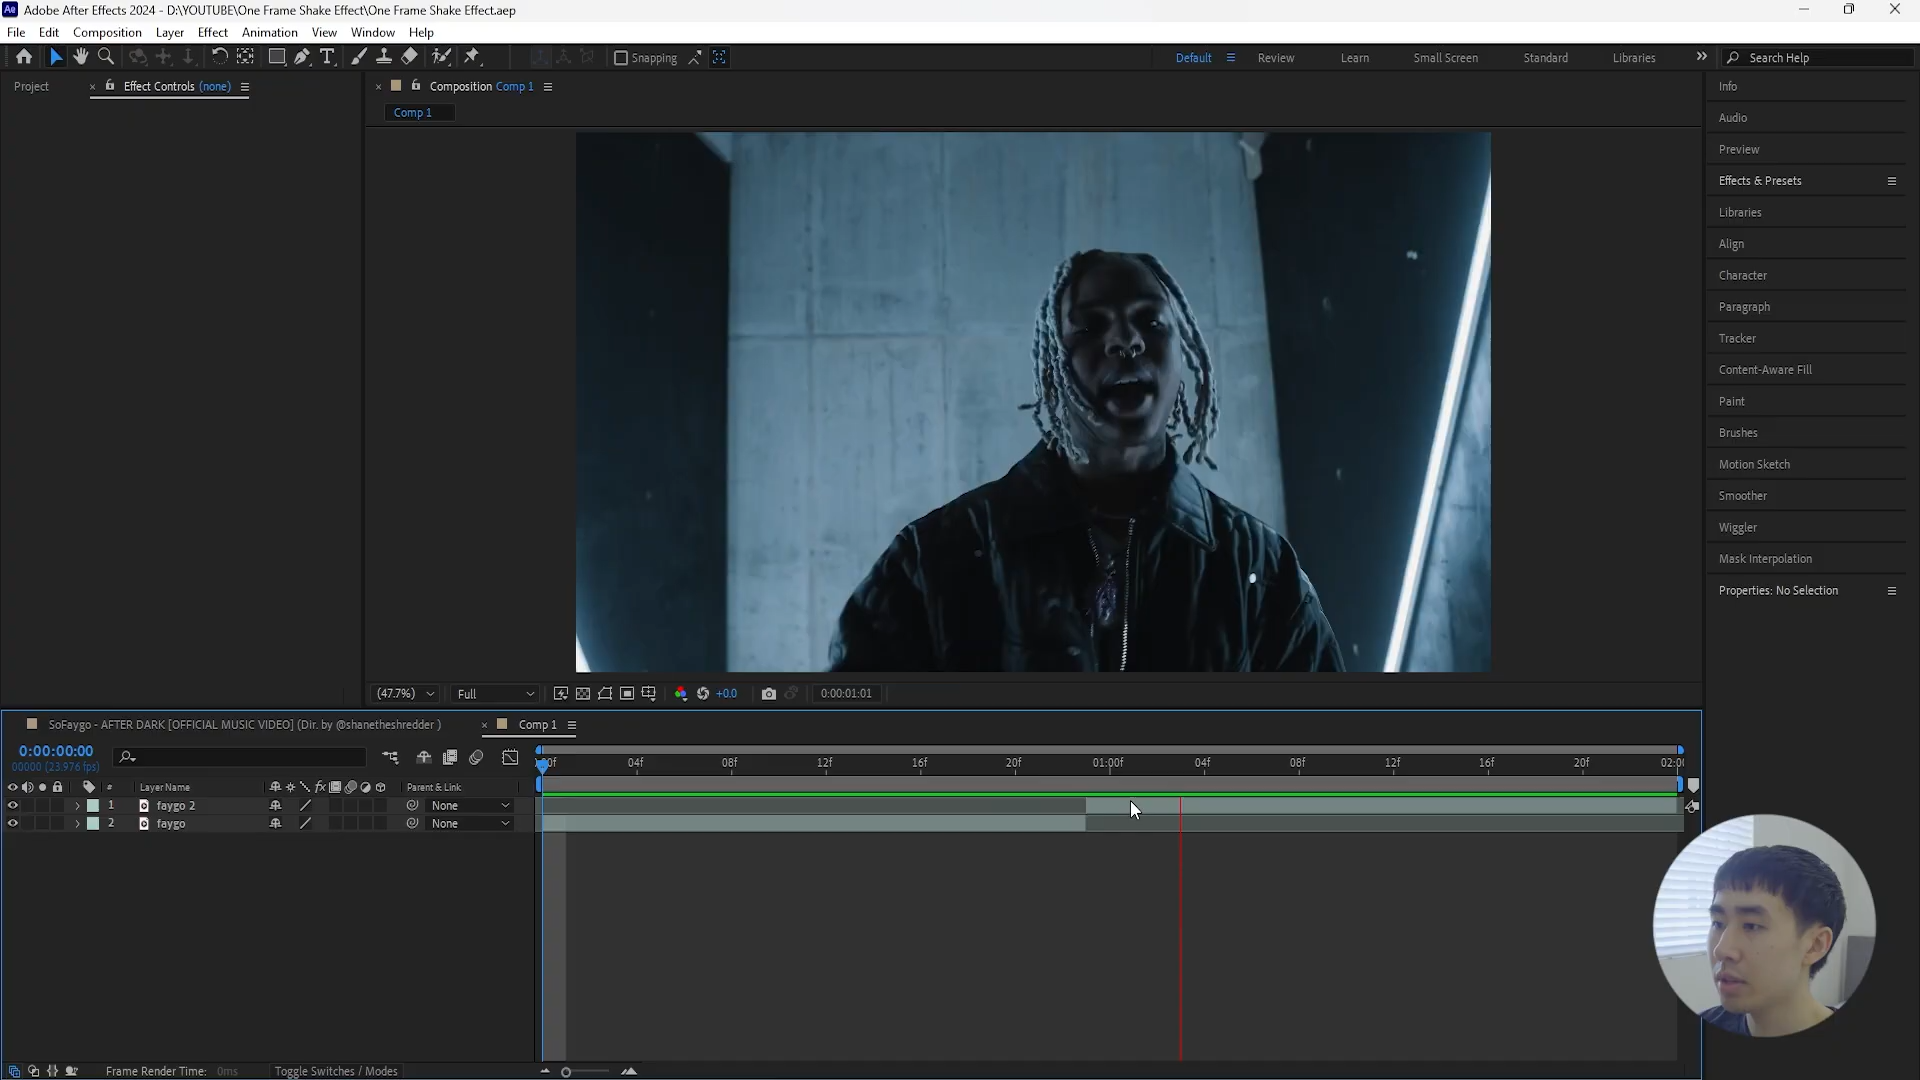 Ae Adobe After Effects 2024 - D:\YOUTUBE\One Frame Shake Effect\One Frame Shake Effect.aep
File Edit Composition Layer Effect Animation View Window Help
Snapping Default Review Learn Small Screen Standard Libraries Search Help
Project Effect Controls (none) Composition Comp 1
Comp 1
Info
Audio
Preview
Effects & Presets
Libraries
Align
Character
Paragraph
Tracker
Content-Aware Fill
Paint
Brushes
Motion Sketch
Smoother
Wiggler
Mask Interpolation
Properties: No Selection
(47.7%) Full +0.0 0:00:01:01
SoFaygo - AFTER DARK [OFFICIAL MUSIC VIDEO] (Dir. by @shanetheshredder ) Comp 1
0:00:00:00
00000 (23.976 fps)
04f 08f 12f 16f 20f 01:00f 04f 08f 12f 16f 20f
# Layer Name fx Parent & Link
1 faygo 2 None
2 faygo None
Frame Render Time: 0ms Toggle Switches / Modes